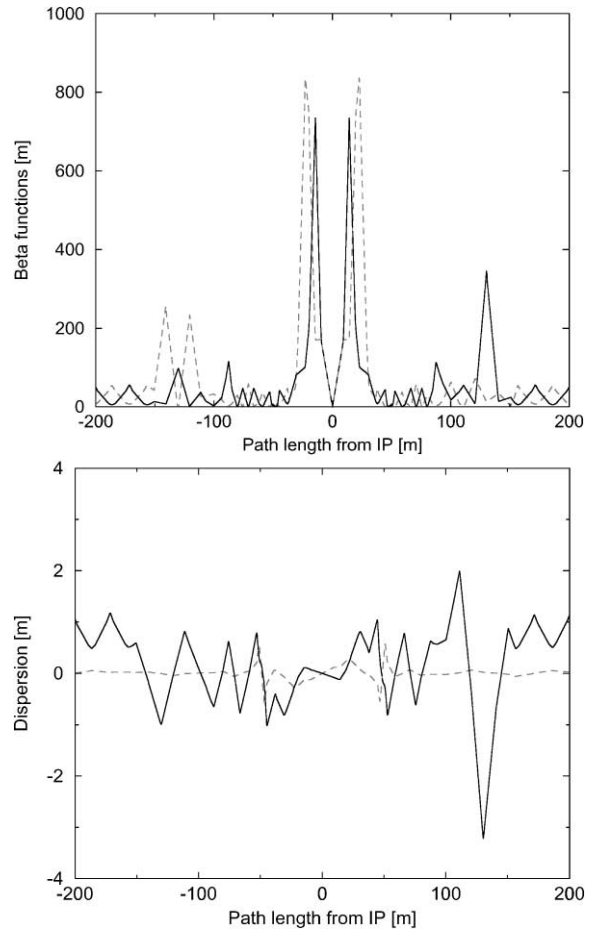 1000
800
600
400
200
0
Beta functions [m]
-200 -100 0 100 200
Path length from IP [m]
4
2
0
-2
-4
Dispersion [m]
-200 -100 0 100 200
Path length from IP [m]